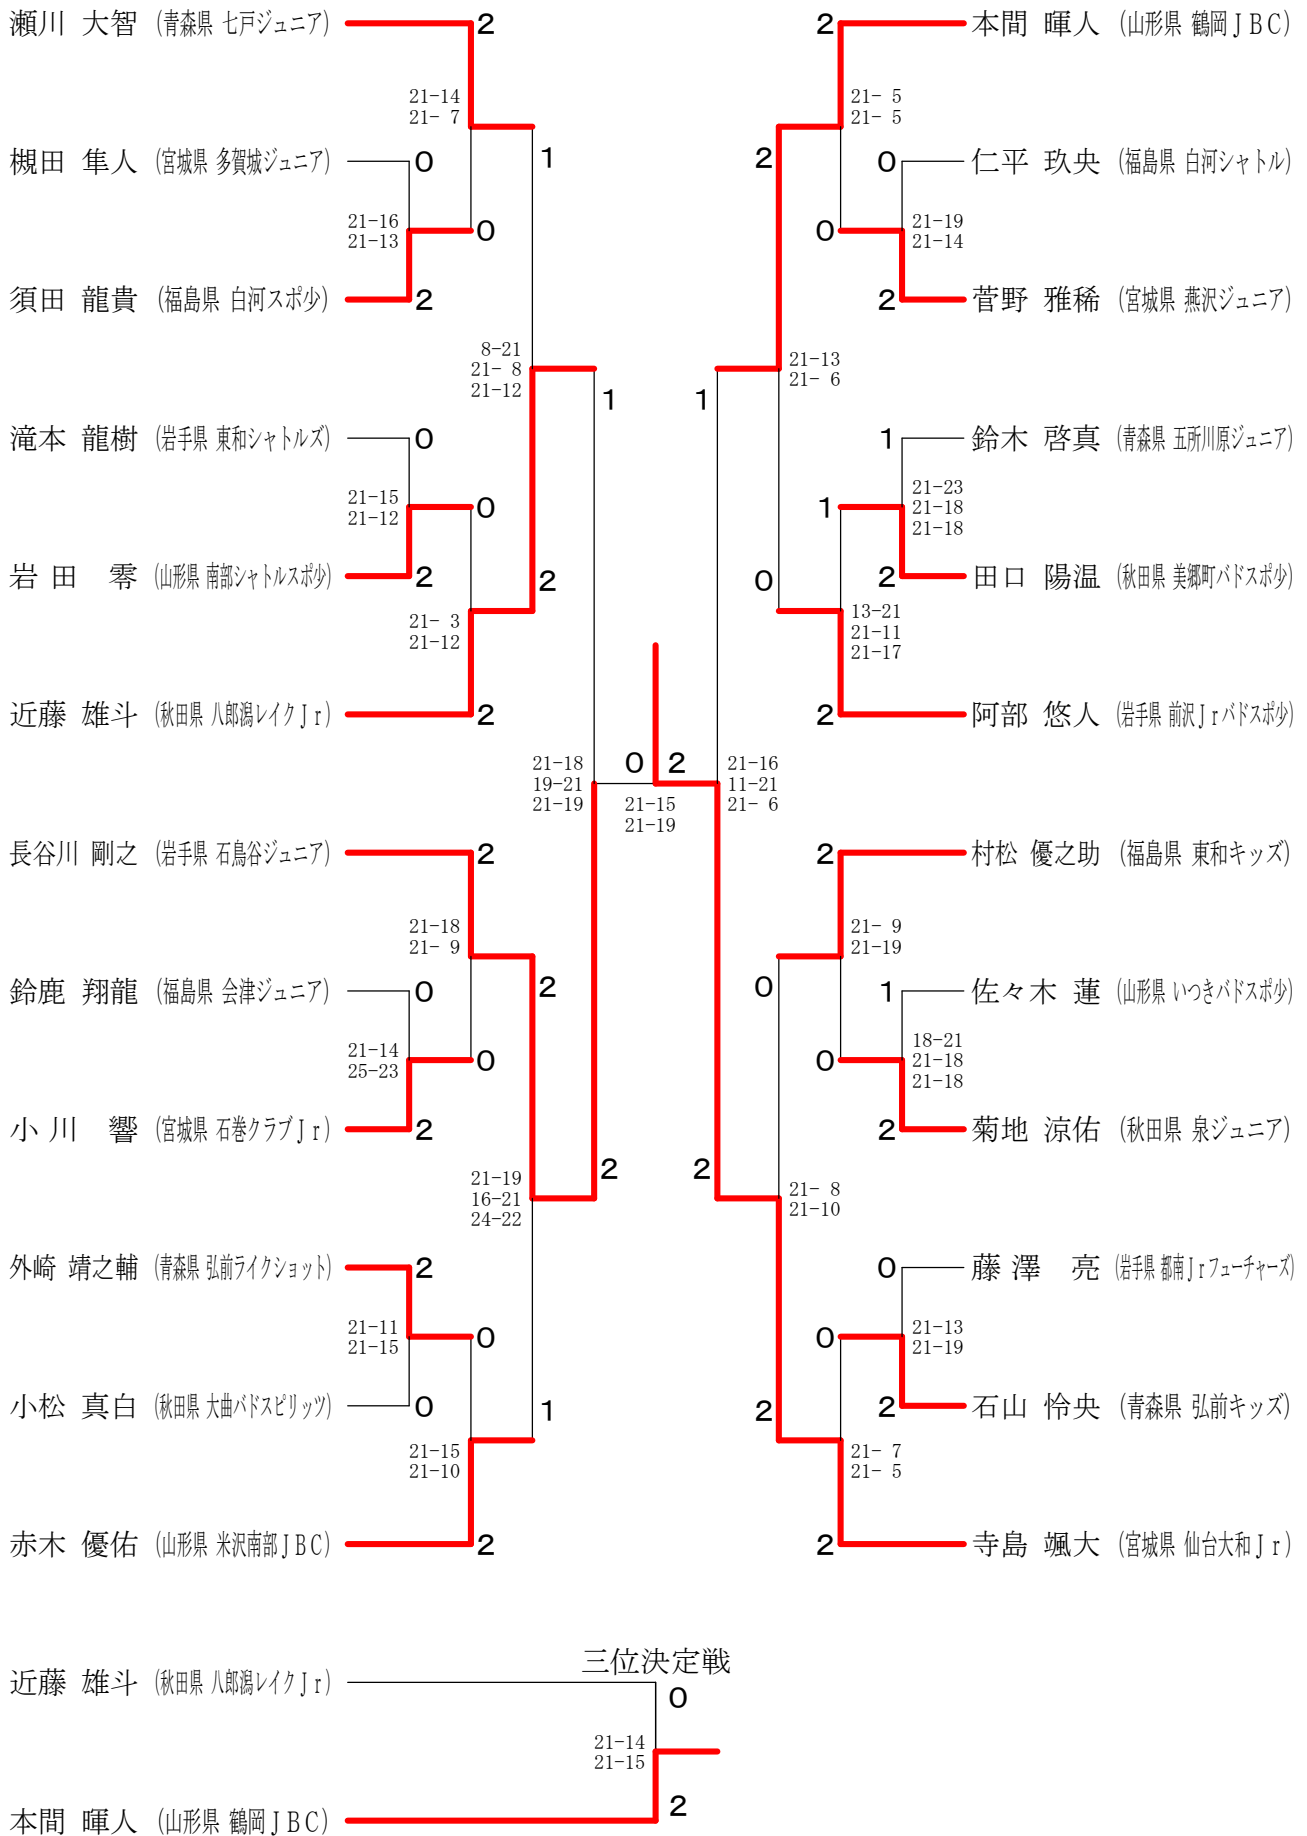 瀬川 大智 (青森県 七戸ジュニア) 2
21-14
21- 7
1
槻田 隼人 (宮城県 多賀城ジュニア) 0
21-16
21-13
0
須田 龍貴 (福島県 白河スポ少) 2
8-21
21- 8
21-12
1
滝本 龍樹 (岩手県 東和シャトルズ) 0
21-15
21-12
0
岩田 零 (山形県 南部シャトルスポ少) 2
2
21- 3
21-12
近藤 雄斗 (秋田県 八郎潟レイクJr) 2
21-18
19-21
21-19
長谷川 剛之 (岩手県 石鳥谷ジュニア) 2
21-18
21- 9
2
鈴鹿 翔龍 (福島県 会津ジュニア) 0
21-14
25-23
0
小川 響 (宮城県 石巻クラブJr) 2
21-19
16-21
24-22
2
外崎 靖之輔 (青森県 弘前ライクショット) 2
21-11
21-15
0
小松 真白 (秋田県 大曲バドスピリッツ) 0
1
21-15
21-10
赤木 優佑 (山形県 米沢南部JBC) 2
0 2
21-15
21-19
2 本間 暉人 (山形県 鶴岡JBC)
21- 5
21- 5
2
0 仁平 玖央 (福島県 白河シャトル)
21-19
21-14
0
2 菅野 雅稀 (宮城県 燕沢ジュニア)
21-13
21- 6
1
1 鈴木 啓真 (青森県 五所川原ジュニア)
21-23
21-18
21-18
1
2 田口 陽温 (秋田県 美郷町バドスポ少)
0
13-21
21-11
21-17
2 阿部 悠人 (岩手県 前沢Jrバドスポ少)
21-16
11-21
21- 6
2 村松 優之助 (福島県 東和キッズ)
21- 9
21-19
0
1 佐々木 蓮 (山形県 いつきバドスポ少)
18-21
21-18
21-18
0
2 菊地 涼佑 (秋田県 泉ジュニア)
2
21- 8
21-10
0 藤澤 亮 (岩手県 都南Jrフューチャーズ)
21-13
21-19
0
2 石山 怜央 (青森県 弘前キッズ)
2
21- 7
21- 5
2 寺島 颯大 (宮城県 仙台大和Jr)
三位決定戦
近藤 雄斗 (秋田県 八郎潟レイクJr) 0
21-14
21-15
本間 暉人 (山形県 鶴岡JBC) 2